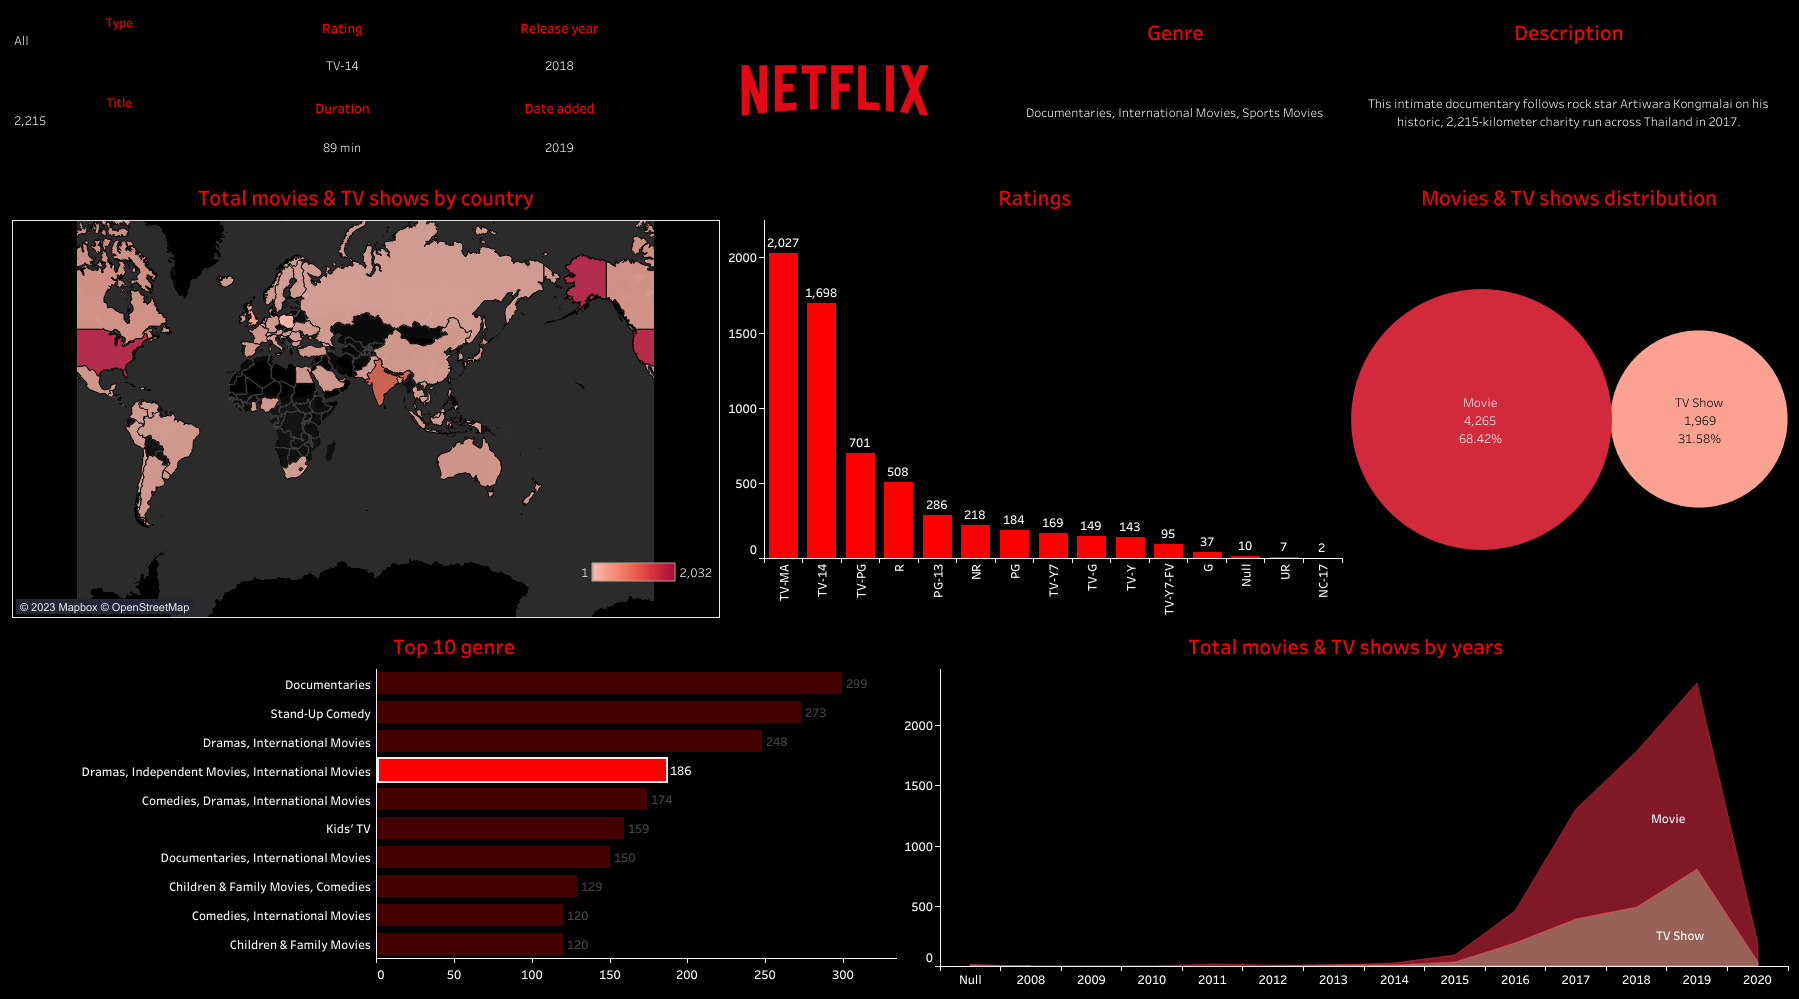 Type
All
Title
2,215
Rating
TV-14
Duration
89 min
Release year
2018
Date added
2019
NETFLIX
Genre
Documentaries, International Movies, Sports Movies
Description
This intimate documentary follows rock star Artiwara Kongmalai on his
historic, 2,215-kilometer charity run across Thailand in 2017.
Total movies & TV shows by country
1
2,032
© 2023 Mapbox © OpenStreetMap
Ratings
2000
1500
1000
500
0
2,027
1,698
701
508
286
218
184
169
149
143
95
37
10
7
2
TV-MA
TV-14
TV-PG
R
PG-13
NR
PG
TV-Y7
TV-G
TV-Y
TV-Y7-FV
G
Null
UR
NC-17
Movies & TV shows distribution
Movie
4,265
68.42%
TV Show
1,969
31.58%
Top 10 genre
Documentaries 299
Stand-Up Comedy 273
Dramas, International Movies 248
Dramas, Independent Movies, International Movies 186
Comedies, Dramas, International Movies 174
Kids' TV 159
Documentaries, International Movies 150
Children & Family Movies, Comedies 129
Comedies, International Movies 120
Children & Family Movies 120
0 50 100 150 200 250 300
Total movies & TV shows by years
2000
1500
1000
500
0
Movie
TV Show
Null 2008 2009 2010 2011 2012 2013 2014 2015 2016 2017 2018 2019 2020